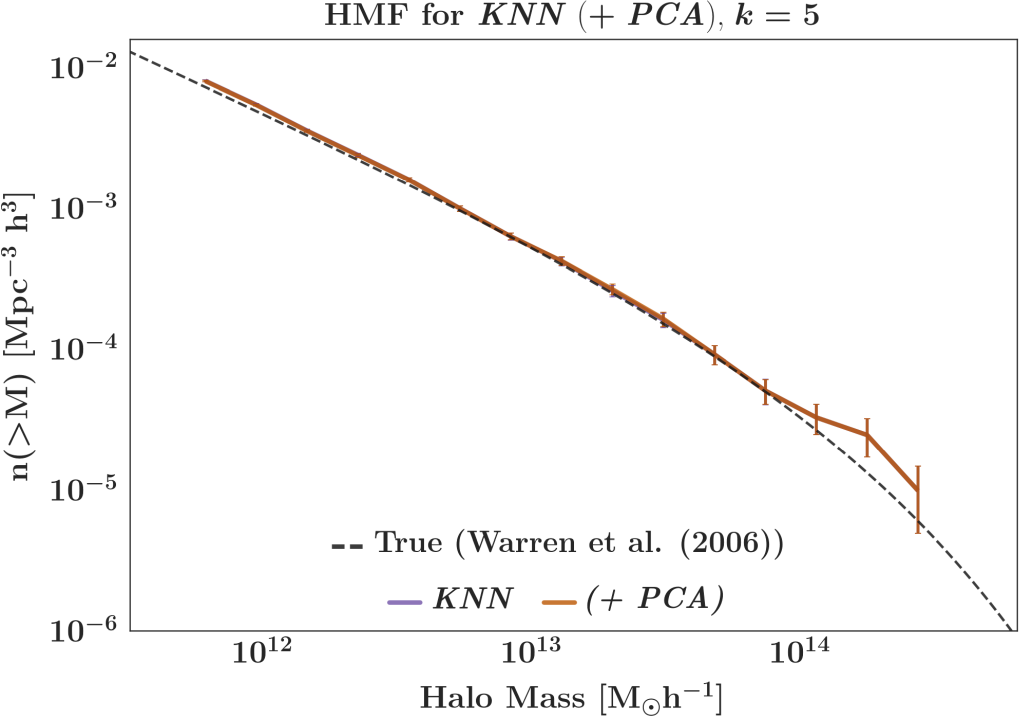 HMF for KNN (+ PCA), k = 5
n(>M) [Mpc⁻³ h³]
10⁻²
10⁻³
10⁻⁴
10⁻⁵
10⁻⁶
True (Warren et al. (2006))
KNN (+ PCA)
10¹² 10¹³ 10¹⁴
Halo Mass [M☉h⁻¹]